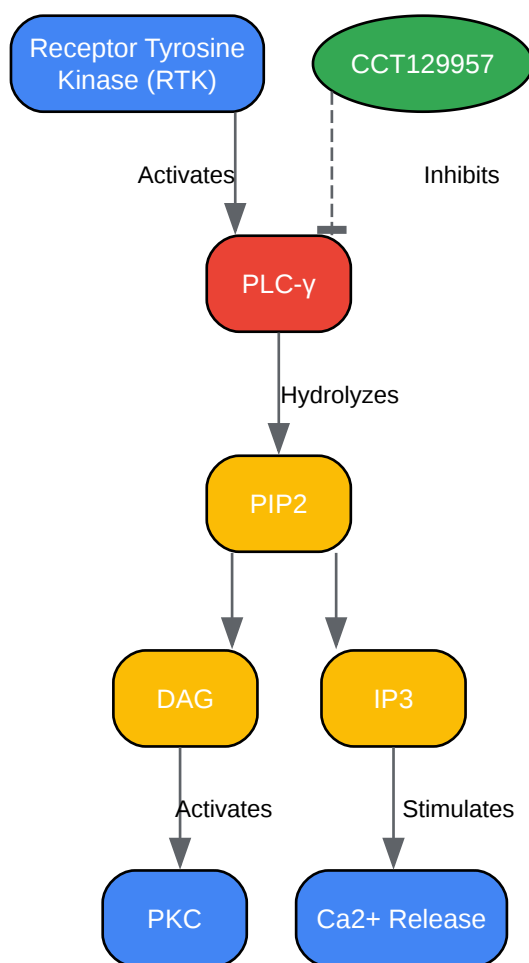 Receptor Tyrosine
Kinase (RTK)
CCT129957
Activates
Inhibits
PLC-γ
Hydrolyzes
PIP2
DAG
IP3
Activates
Stimulates
PKC
Ca2+ Release